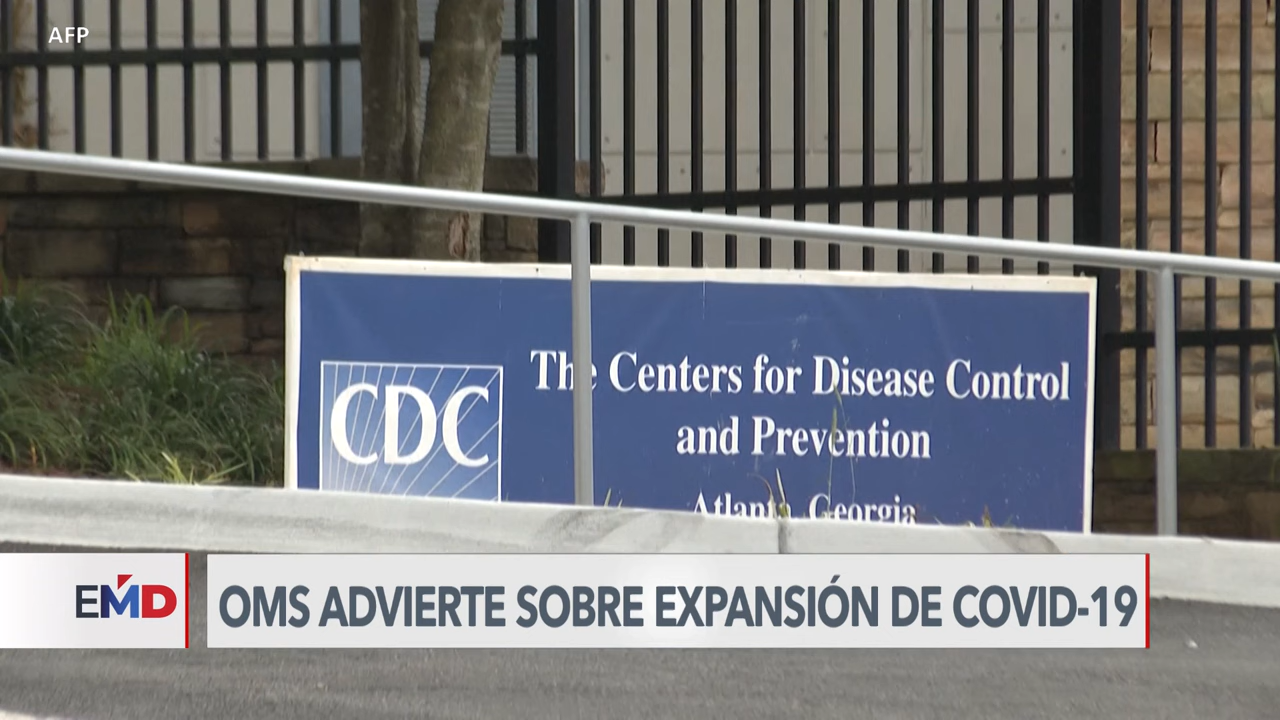 AFP
CDC
The Centers for Disease Control
and Prevention
Atlanta, Georgia
EMD
OMS ADVIERTE SOBRE EXPANSIÓN DE COVID-19